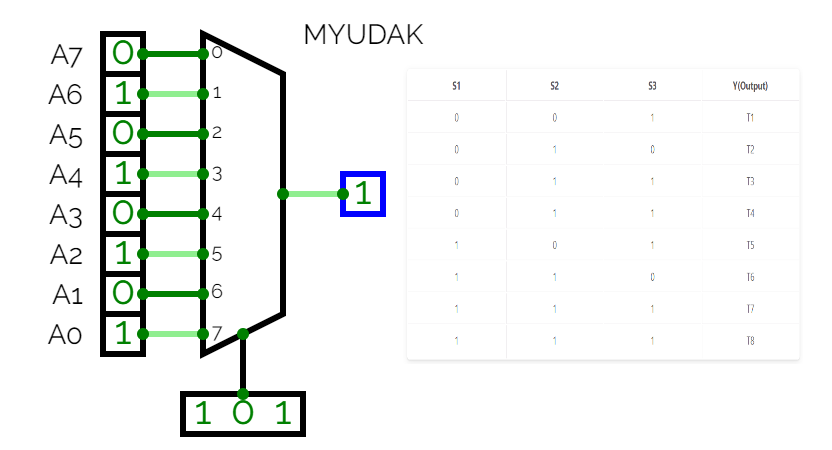 MYUDAK
A7 0 0
A6 1 1
A5 0 2
A4 1 3
A3 0 4
A2 1 5
A1 0 6
A0 1 7
1
1 0 1
S1 S2 S3 Y(Output)
0 0 1 T1
0 1 0 T2
0 1 1 T3
0 1 1 T4
1 0 1 T5
1 1 0 T6
1 1 1 T7
1 1 1 T8